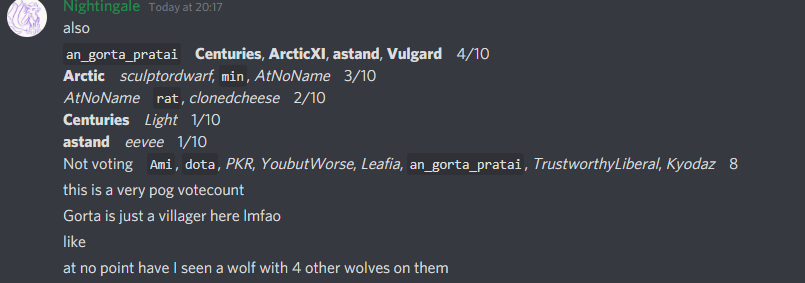 Nightingale Today at 20:17
also
an_gorta_pratai Centuries, ArcticXI, astand, Vulgard 4/10
Arctic sculptordwarf, min, AtNoName 3/10
AtNoName rat, clonedcheese 2/10
Centuries Light 1/10
astand eevee 1/10
Not voting Ami, dota, PKR, YoubutWorse, Leafia, an_gorta_pratai, TrustworthyLiberal, Kyodaz 8
this is a very pog votecount
Gorta is just a villager here lmfao
like
at no point have I seen a wolf with 4 other wolves on them